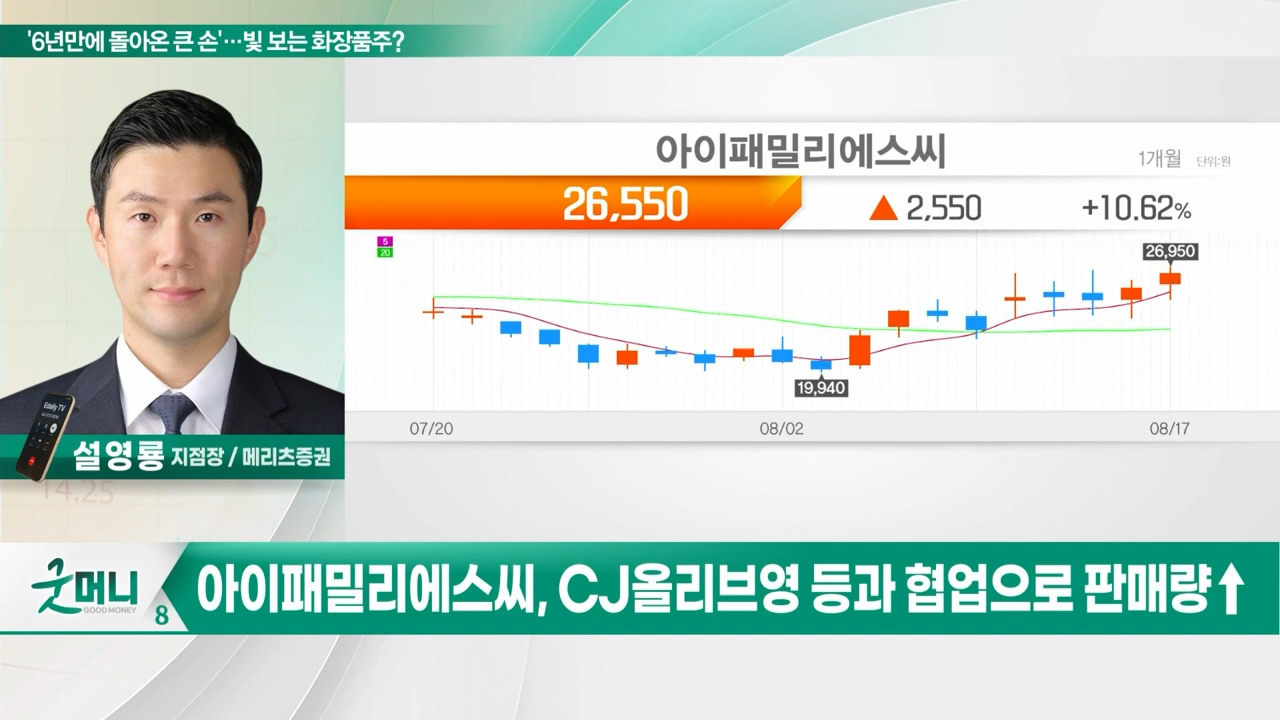 '6년만에 돌아온 큰 손'…빛 보는 화장품주?
아이패밀리에스씨
1개월 단위:원
26,550 ▲ 2,550 +10.62%
5
20
26,950
19,940
07/20 08/02 08/17
Edaily TV
설영룡 지점장 / 메리츠증권
14.25
굿머니
GOOD MONEY
8
아이패밀리에스씨, CJ올리브영 등과 협업으로 판매량↑